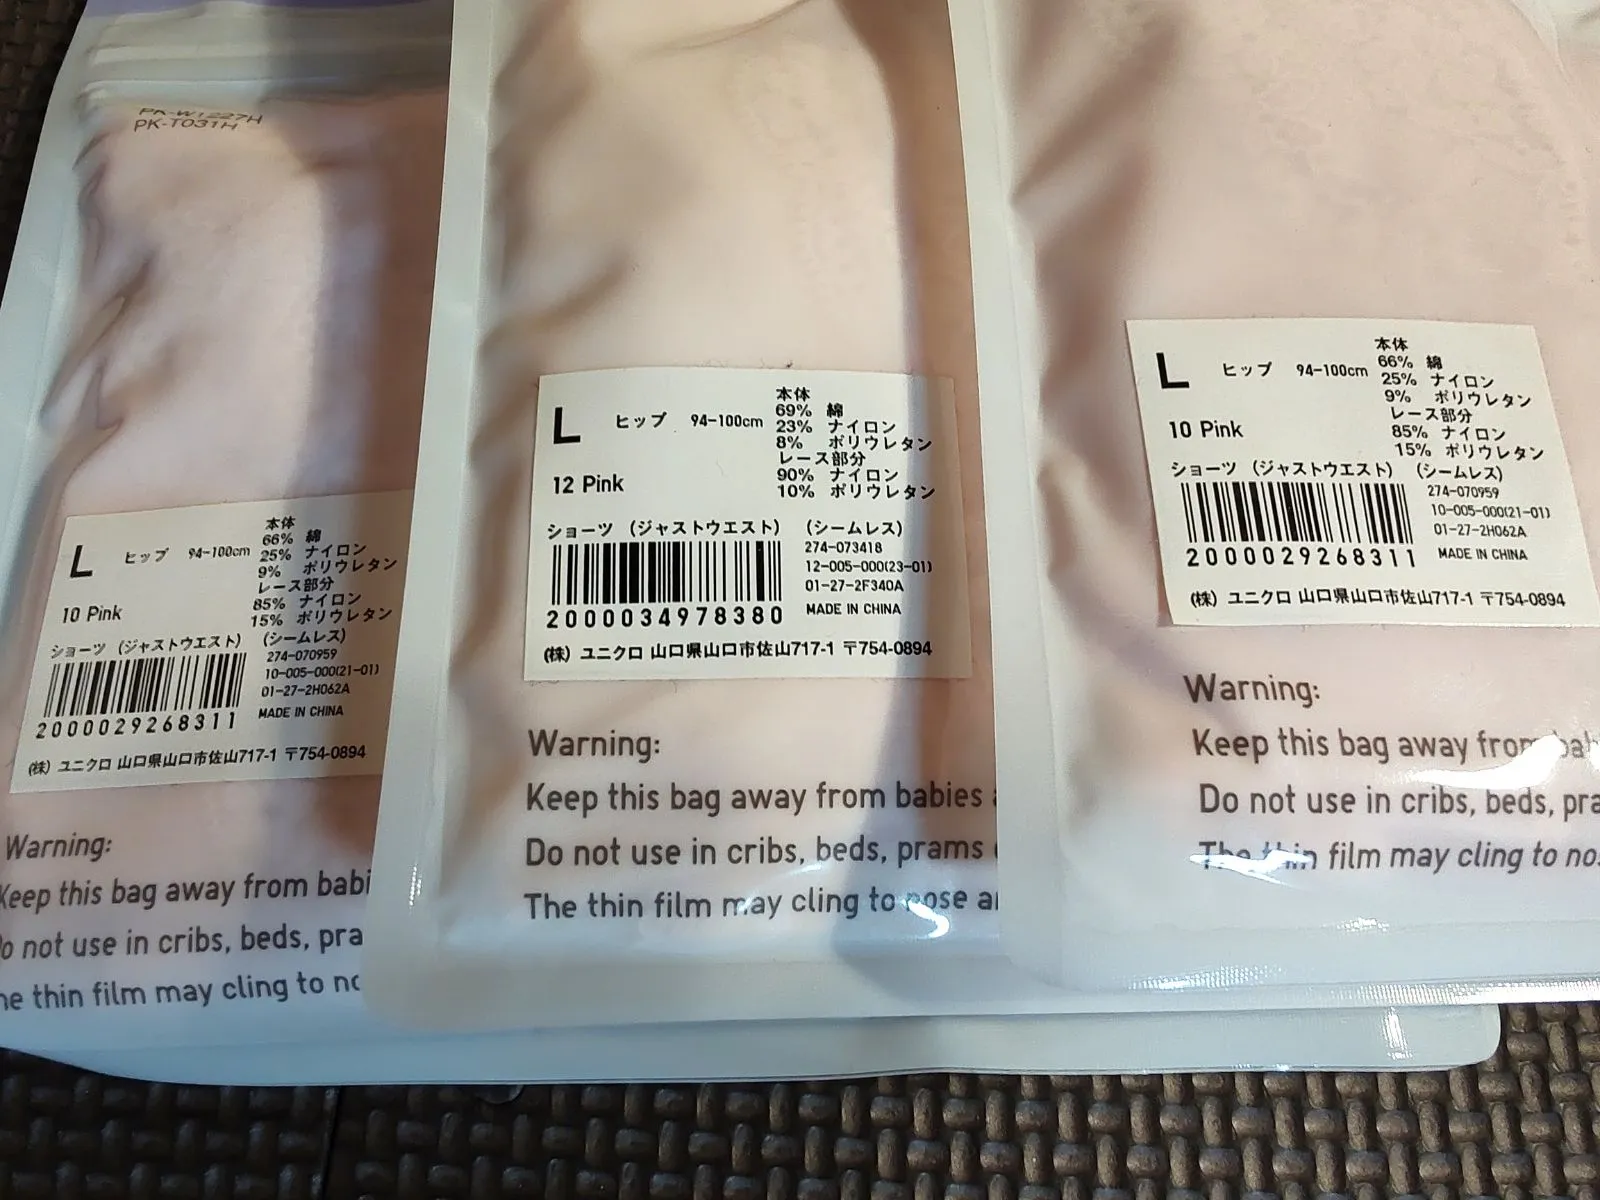 PK-W1227H
PK-T031H
L ヒップ 94-100cm
本体
66% 綿
25% ナイロン
9% ポリウレタン
レース部分
85% ナイロン
15% ポリウレタン
10 Pink
ショーツ (ジャストウエスト) (シームレス)
274-070959
10-005-000(21-01)
01-27-2H062A
MADE IN CHINA
2000029268311
(株) ユニクロ 山口県山口市佐山717-1 〒754-0894
Warning:
Keep this bag away from babi
Do not use in cribs, beds, pra
he thin film may cling to no
L ヒップ 94-100cm
本体
69% 綿
23% ナイロン
8% ポリウレタン
レース部分
90% ナイロン
10% ポリウレタン
12 Pink
ショーツ (ジャストウエスト) (シームレス)
274-073418
12-005-000(23-01)
01-27-2F340A
MADE IN CHINA
2000034978380
(株) ユニクロ 山口県山口市佐山717-1 〒754-0894
Warning:
Keep this bag away from babies
Do not use in cribs, beds, prams
The thin film may cling to nose a
L ヒップ 94-100cm
本体
66% 綿
25% ナイロン
9% ポリウレタン
レース部分
85% ナイロン
15% ポリウレタン
10 Pink
ショーツ (ジャストウエスト) (シームレス)
274-070959
10-005-000(21-01)
01-27-2H062A
MADE IN CHINA
2000029268311
(株) ユニクロ 山口県山口市佐山717-1 〒754-0894
Warning:
Keep this bag away from bab
Do not use in cribs, beds, pra
The thin film may cling to no